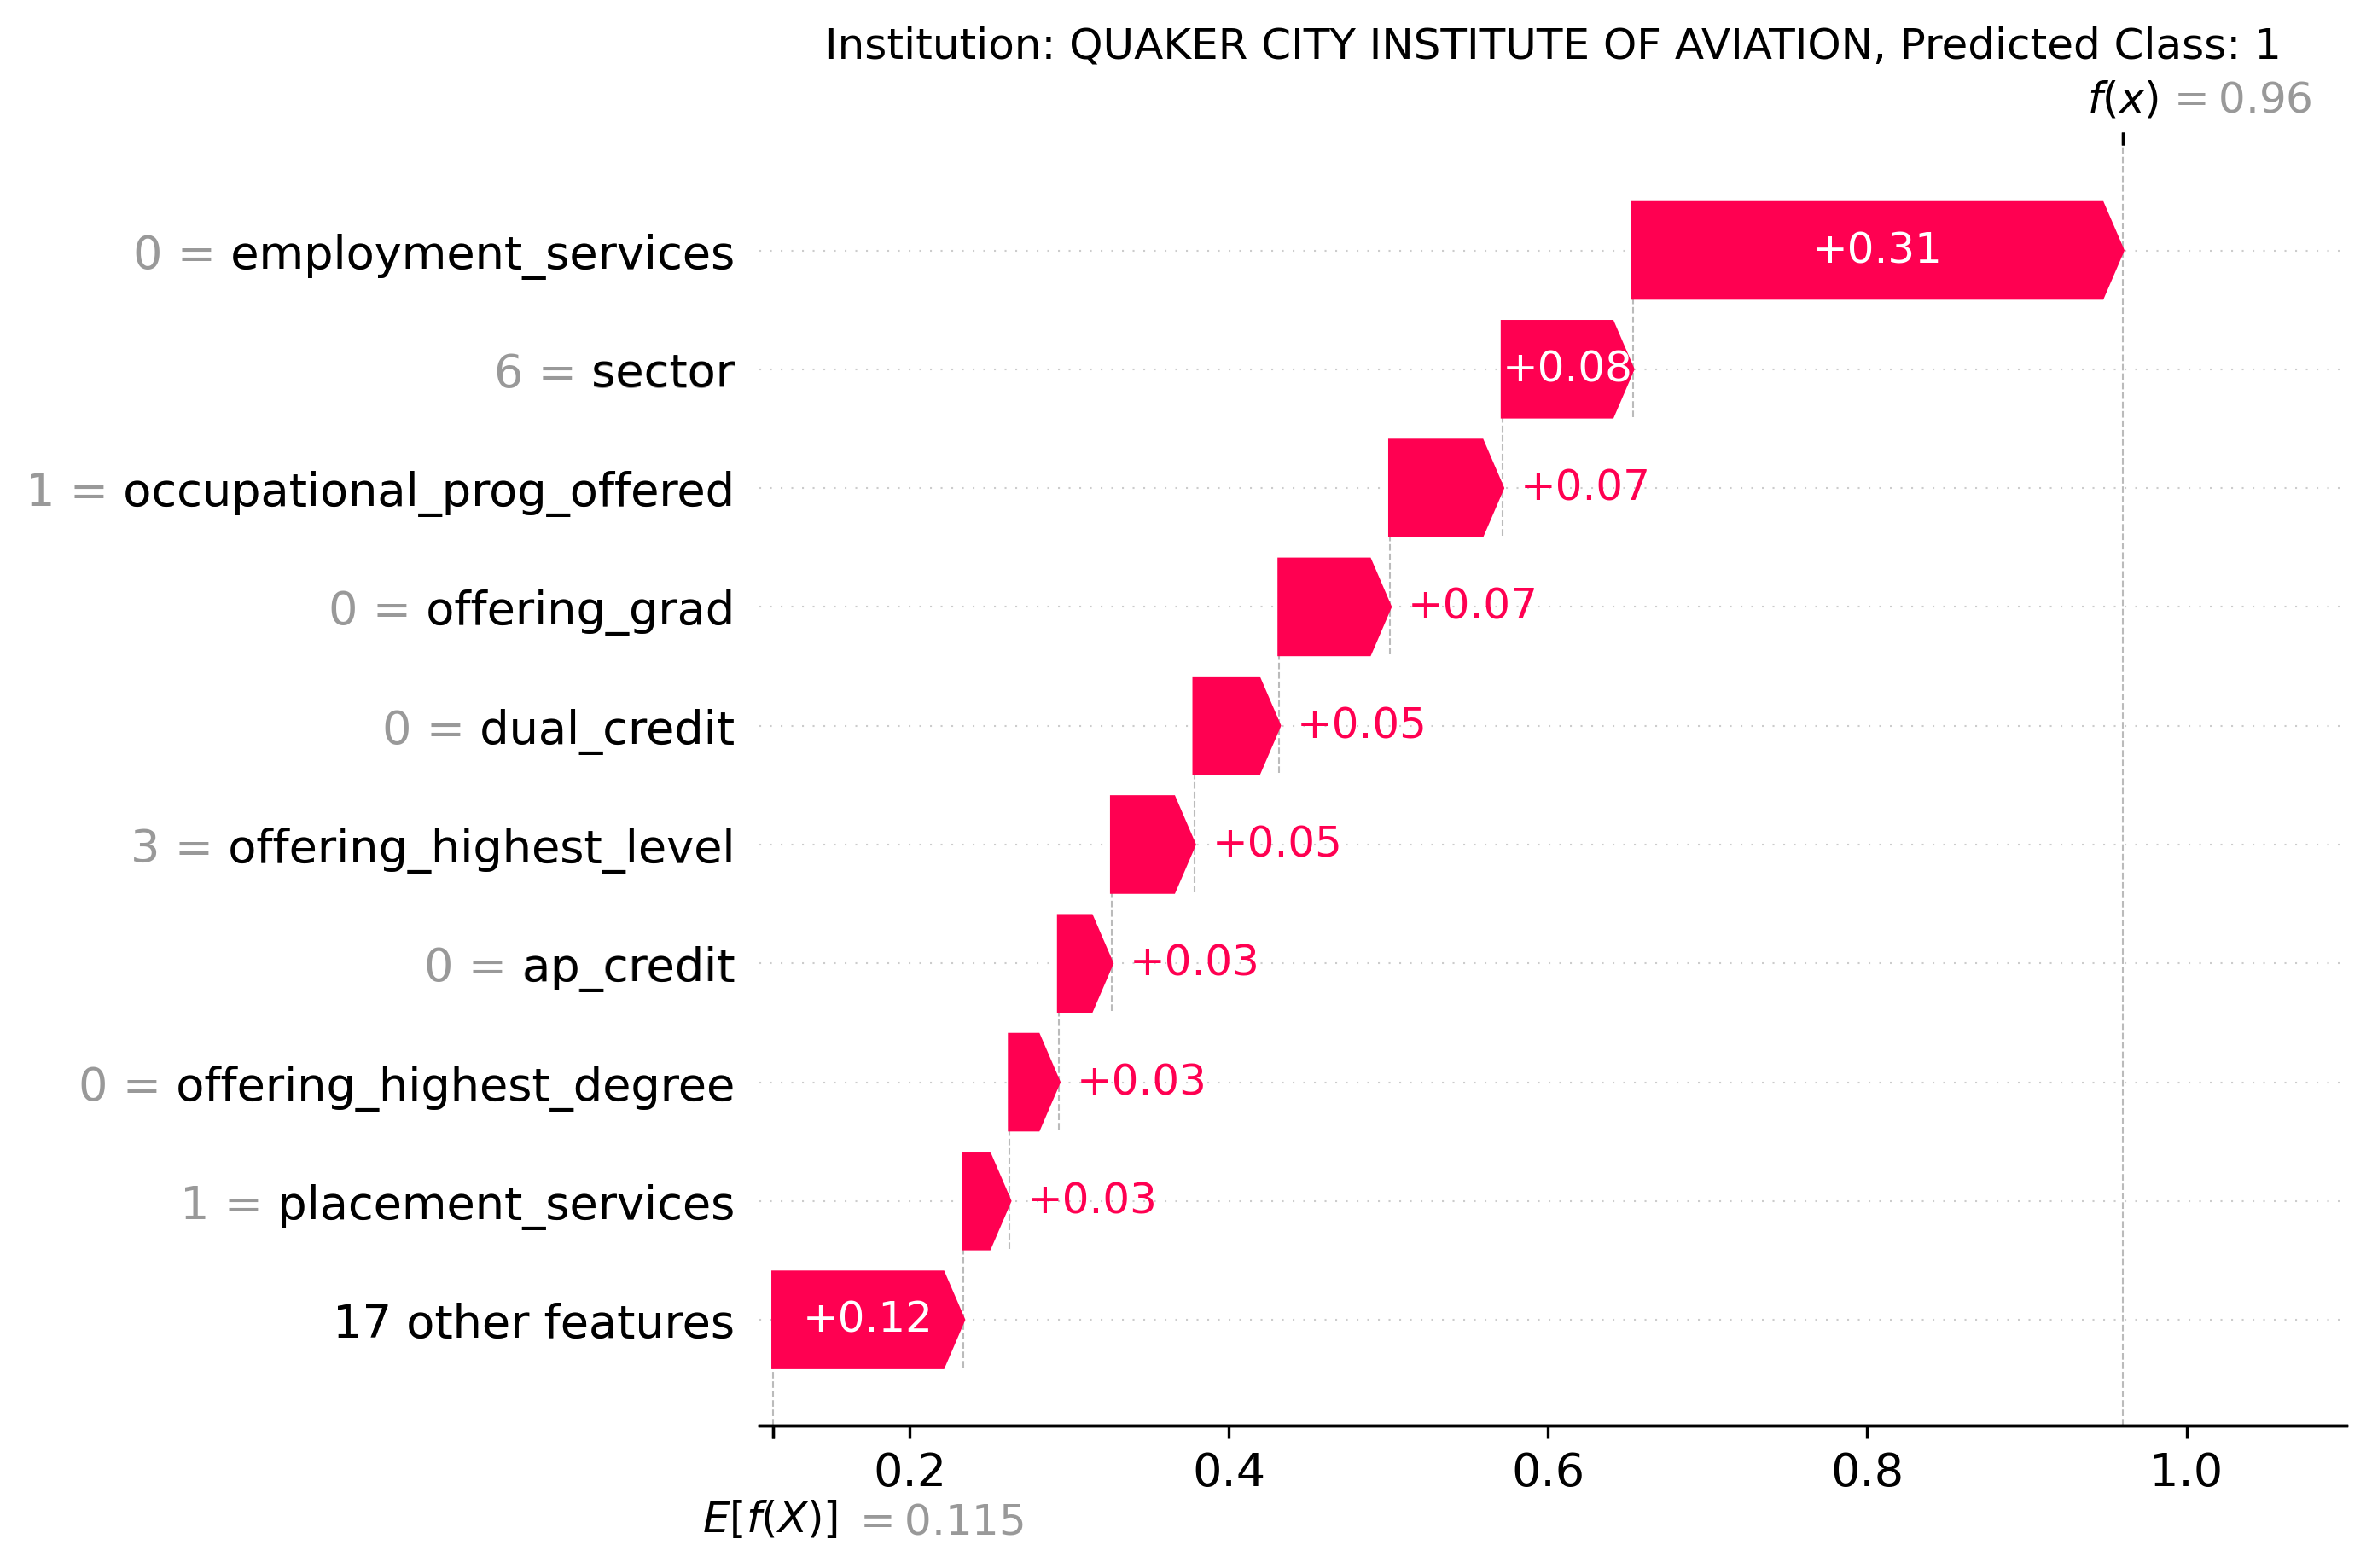 Institution: QUAKER CITY INSTITUTE OF AVIATION, Predicted Class: 1
f(x) = 0.96
0 = employment_services +0.31
6 = sector +0.08
1 = occupational_prog_offered +0.07
0 = offering_grad +0.07
0 = dual_credit +0.05
3 = offering_highest_level +0.05
0 = ap_credit +0.03
0 = offering_highest_degree +0.03
1 = placement_services +0.03
17 other features +0.12
0.2 0.4 0.6 0.8 1.0
E[f(X)] = 0.115